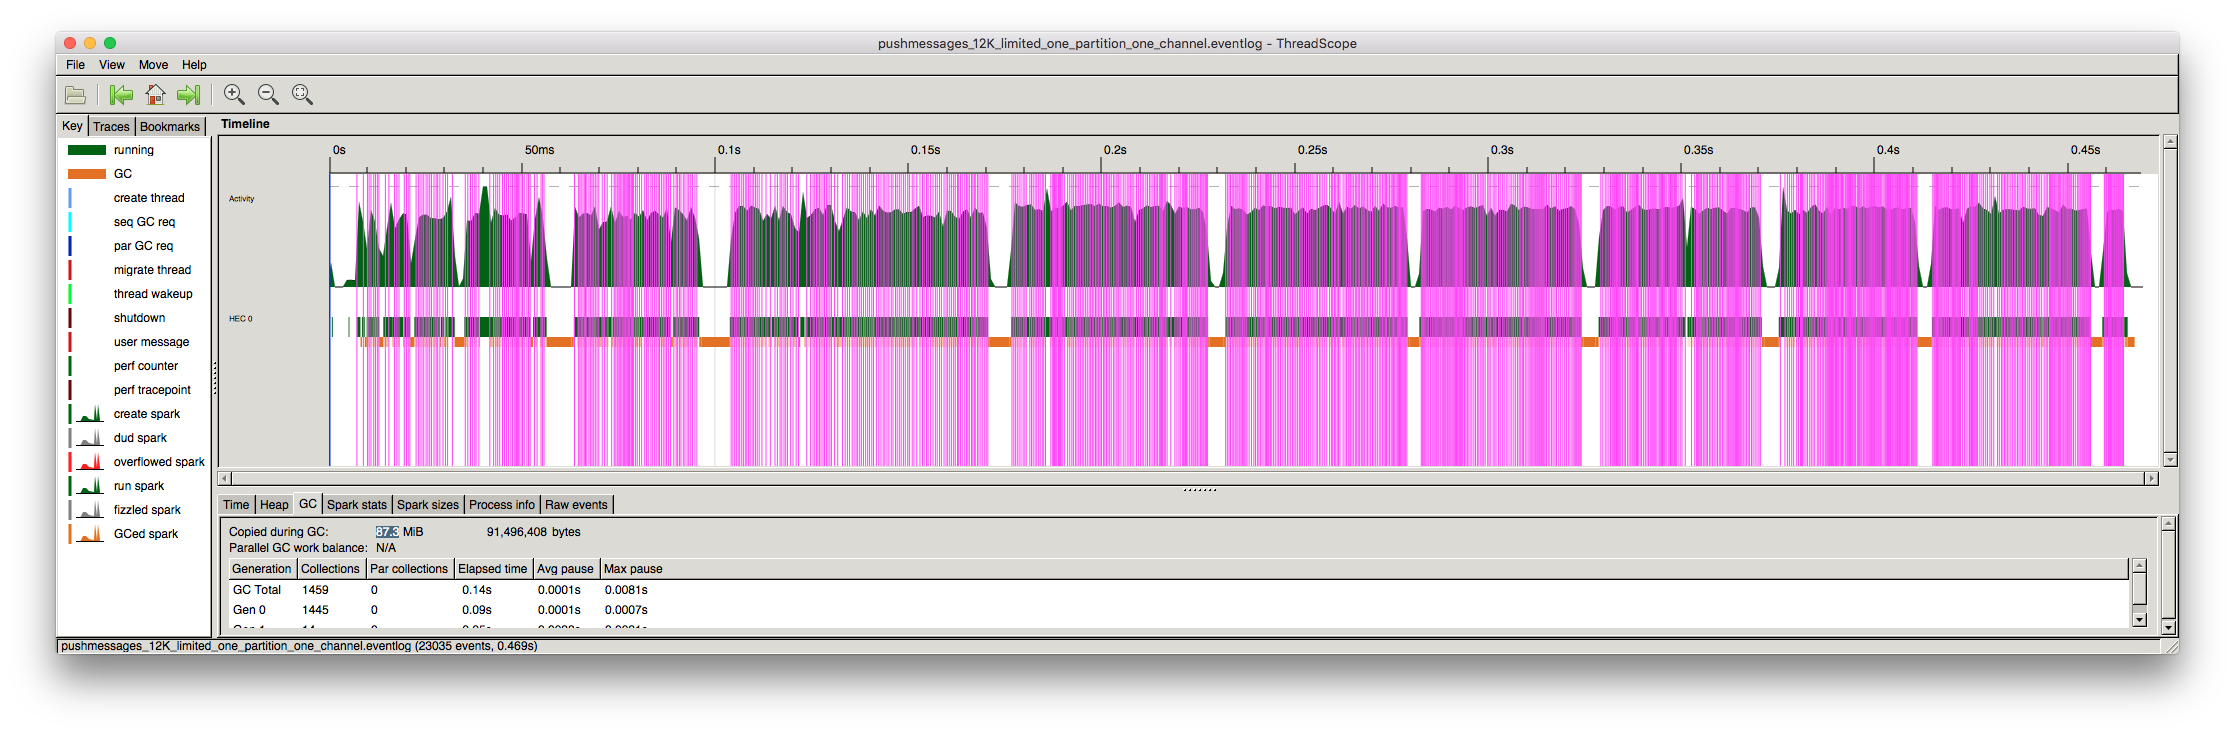 pushmessages_12K_limited_one_partition_one_channel.eventlog - ThreadScope
File View Move Help
Key Traces Bookmarks
running
GC
create thread
seq GC req
par GC req
migrate thread
thread wakeup
shutdown
user message
perf counter
perf tracepoint
create spark
dud spark
overflowed spark
run spark
fizzled spark
GCed spark
Timeline
0s 50ms 0.1s 0.15s 0.2s 0.25s 0.3s 0.35s 0.4s 0.45s
Activity
HEC 0
Time Heap GC Spark stats Spark sizes Process info Raw events
Copied during GC: 87.3 MiB 91,496,408 bytes
Parallel GC work balance: N/A
Generation Collections Par collections Elapsed time Avg pause Max pause
GC Total 1459 0 0.14s 0.0001s 0.0081s
Gen 0 1445 0 0.09s 0.0001s 0.0007s
pushmessages_12K_limited_one_partition_one_channel.eventlog (23035 events, 0.469s)